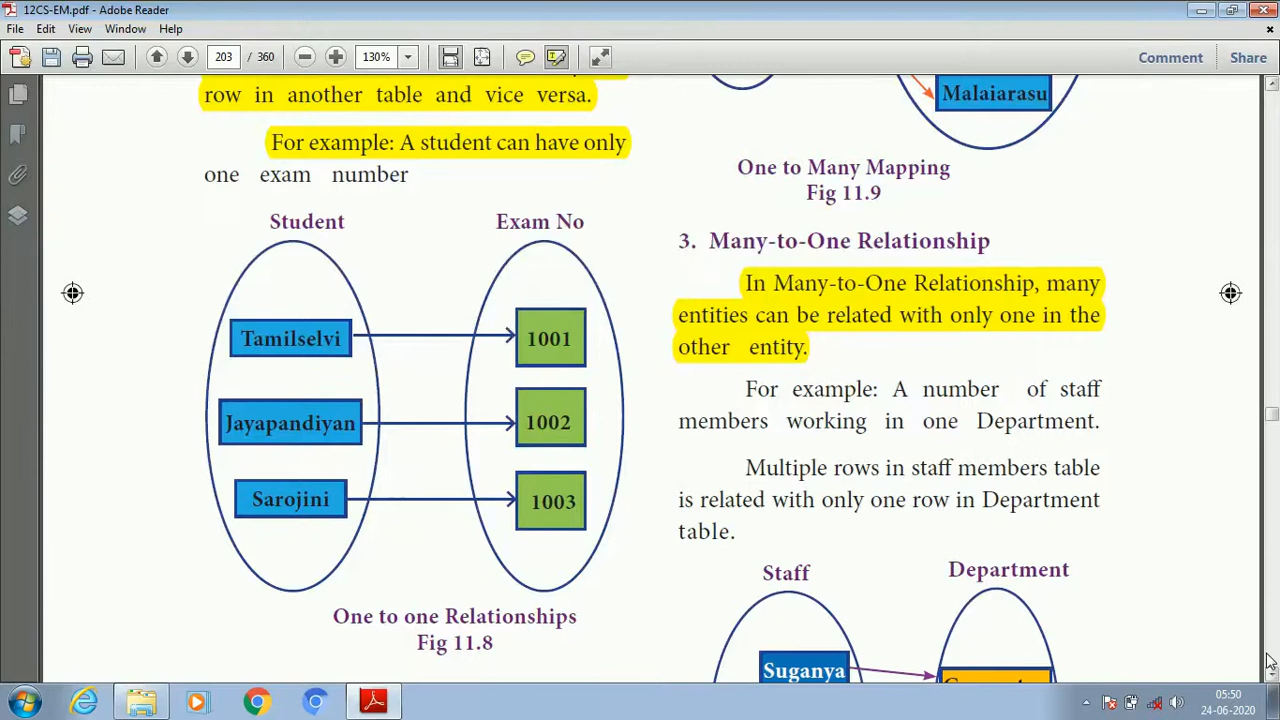 12CS-EM.pdf - Adobe Reader
File Edit View Window Help
203 / 360
130%
Comment
Share
row in another table and vice versa.
For example: A student can have only
one exam number
Student
Exam No
Tamilselvi
1001
Jayapandiyan
1002
Sarojini
1003
One to one Relationships
Fig 11.8
Malaiarasu
One to Many Mapping
Fig 11.9
3. Many-to-One Relationship
In Many-to-One Relationship, many
entities can be related with only one in the
other entity.
For example: A number of staff
members working in one Department.
Multiple rows in staff members table
is related with only one row in Department
table.
Staff
Department
Suganya
05:50
24-06-2020